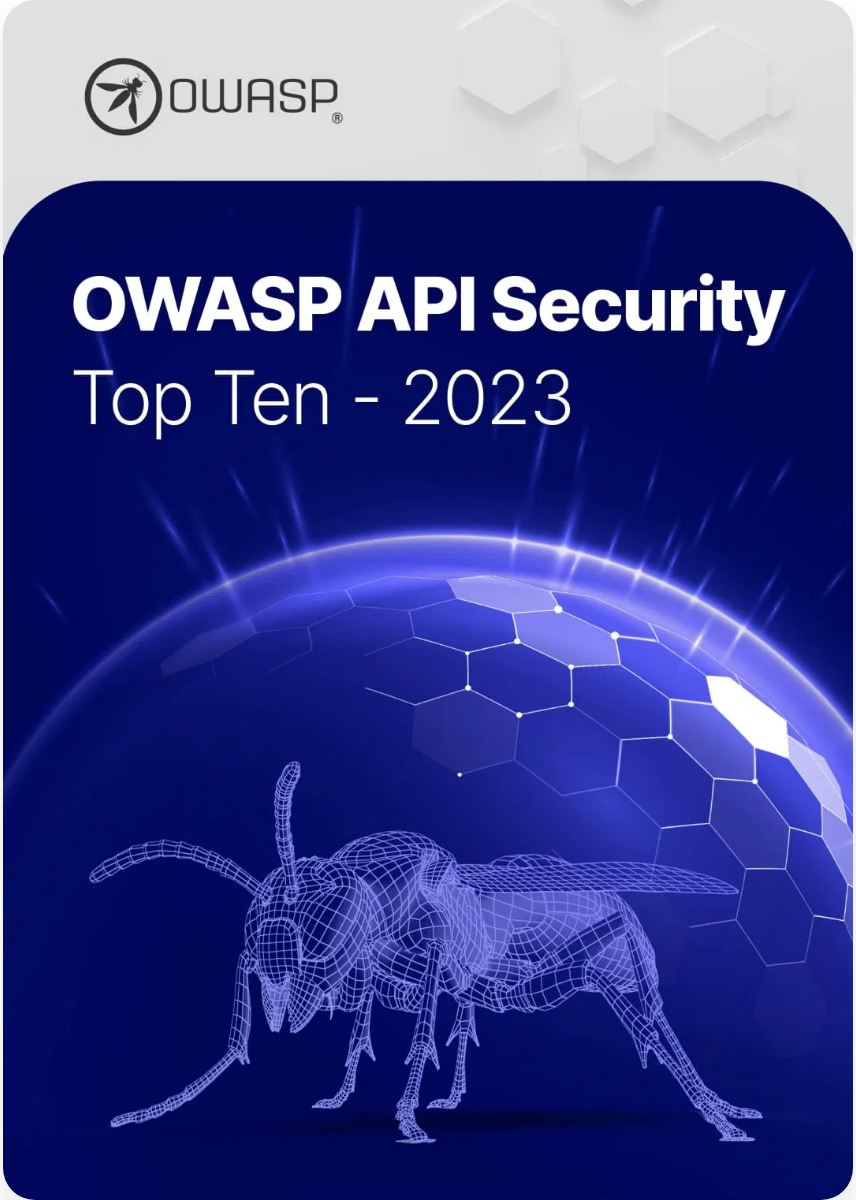 OWASP®
OWASP API Security
Top Ten - 2023